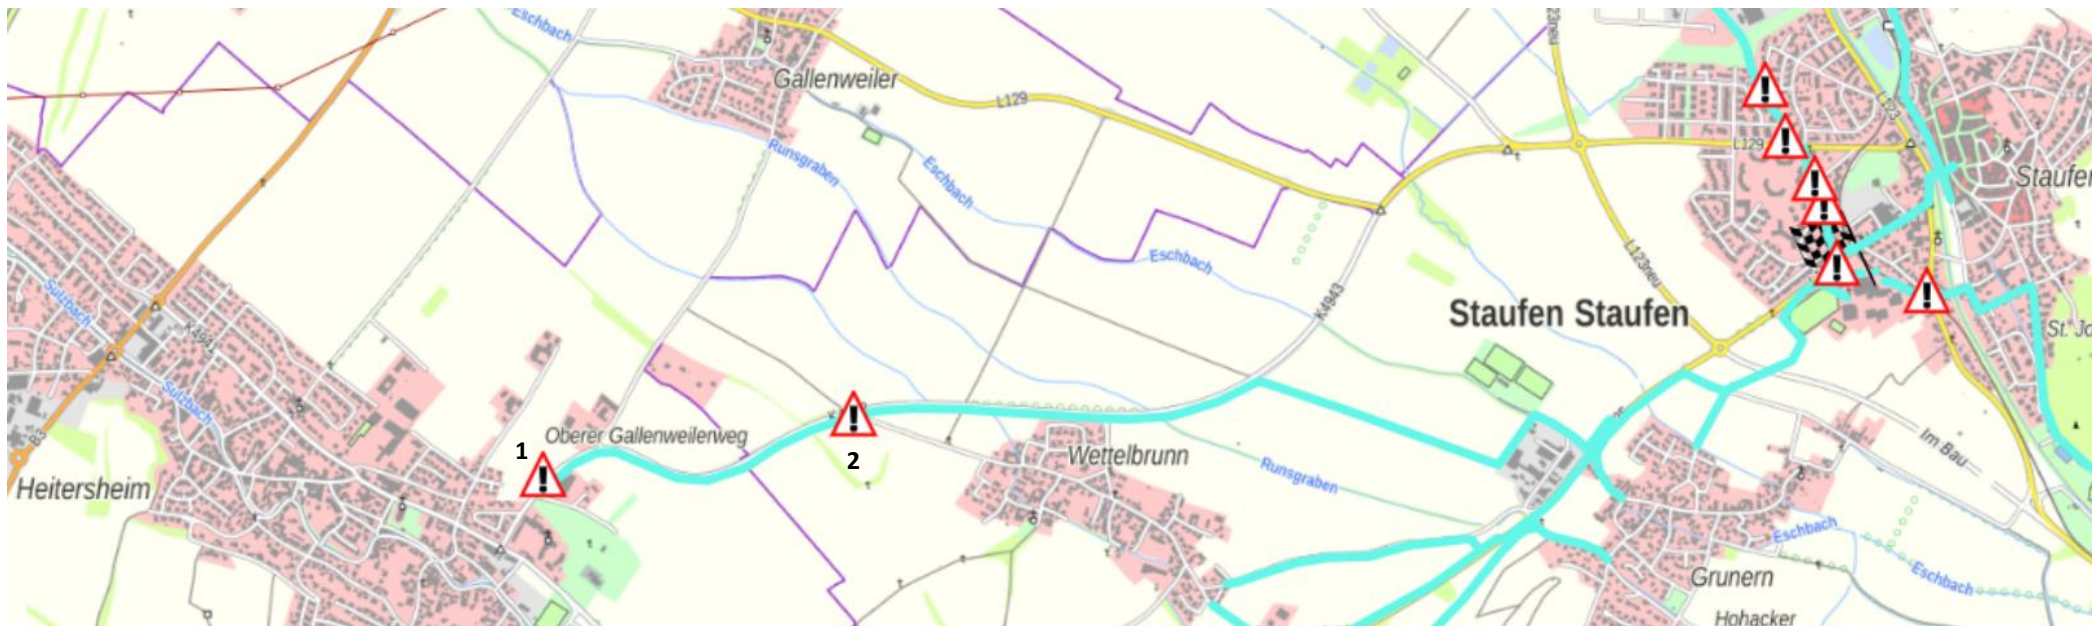 Eschbach
Gallenweiler
L129
23neu
L129
L123
Staufen
Runsgraben
Eschbach
Eschbach
L123neu
K4943
Staufen Staufen
St. Jo
Sulzbach
K4941
Sulzbach
B3
Oberer Gallenweilerweg
1
2
Heitersheim
Wettelbrunn
Runsgraben
Im Bau
Eschbach
Eschbach
Grunern
Hohacker